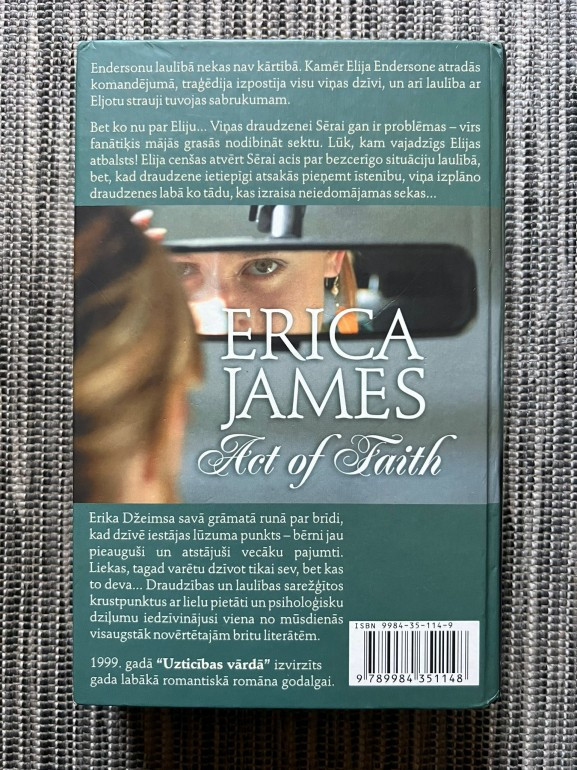 Endersonu laulībā nekas nav kārtībā. Kamēr Elija Endersone atradās
komandējumā, traģēdija izpostīja visu viņas dzīvi, un arī laulība ar
Eljotu strauji tuvojas sabrukumam.
Bet ko nu par Eliju... Viņas draudzenei Sērai gan ir problēmas – vīrs
fanātiķis mājās grasās nodibināt sektu. Lūk, kam vajadzīgs Elijas
atbalsts! Elija cenšas atvērt Sērai acis par bezcerīgo situāciju laulībā,
bet, kad draudzene ietiepīgi atsakās pieņemt īstenību, viņa izplāno
draudzenes labā ko tādu, kas izraisa neiedomājamas sekas...
ERICA
JAMES
Act of Faith
Erika Džeimsa savā grāmatā runā par brīdi,
kad dzīvē iestājas lūzuma punkts – bērni jau
pieauguši un atstājuši vecāku pajumti.
Liekas, tagad varētu dzīvot tikai sev, bet kas
to deva... Draudzības un laulības sarežģītos
krustpunktus ar lielu pietāti un psiholoģisku
dziļumu iedzīvinājusi viena no mūsdienās
visaugstāk novērtētajām britu literātēm.
1999. gadā “Uzticības vārdā” izvirzīts
gada labākā romantiskā romāna godalgai.
ISBN 9984-35-114-9
9 789984 351148